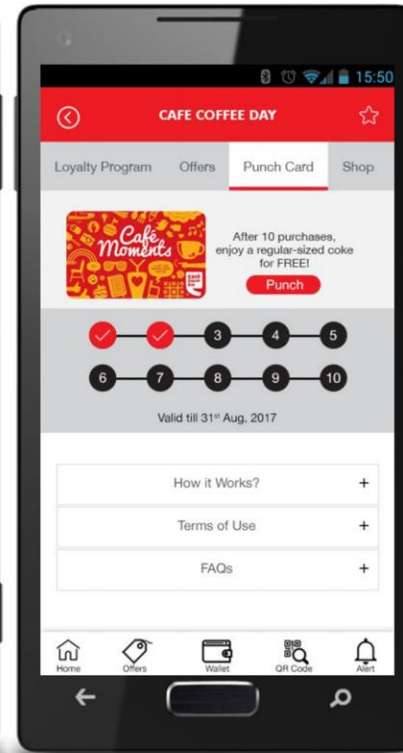 15:50
CAFE COFFEE DAY
Loyalty Program Offers Punch Card Shop
Café
Moments
After 10 purchases,
enjoy a regular-sized coke
for FREE!
Punch
3 4 5
6 7 8 9 10
Valid till 31st Aug, 2017
How it Works? +
Terms of Use +
FAQs +
Home Offers Wallet QR Code Alert